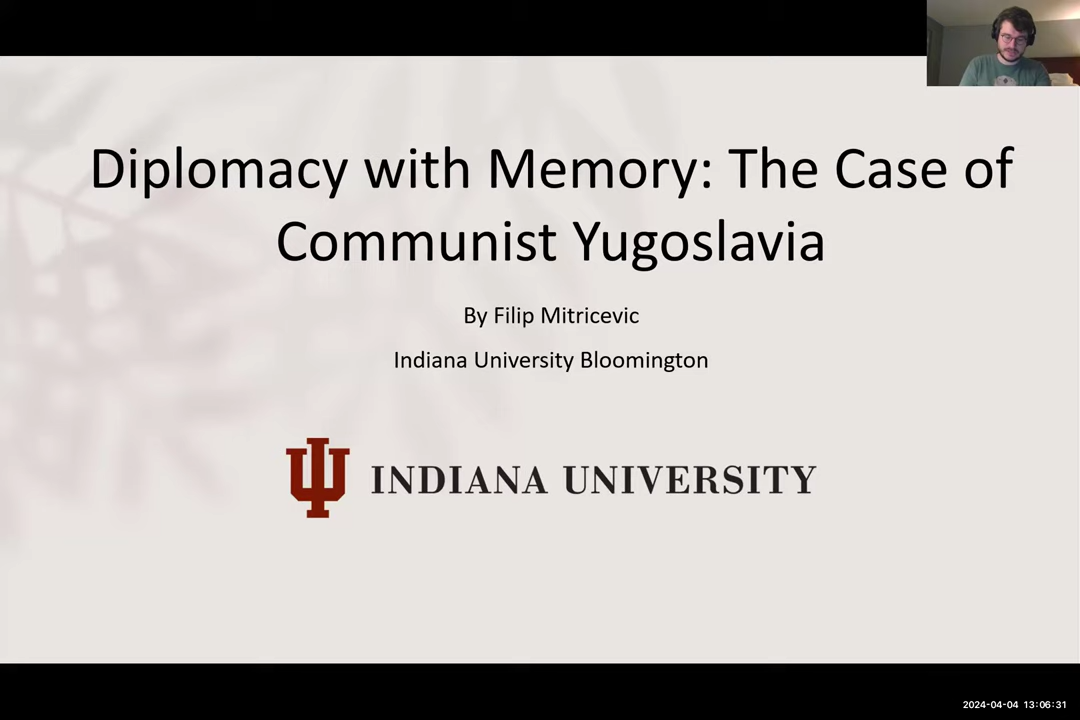 Diplomacy with Memory: The Case of
Communist Yugoslavia
By Filip Mitricevic
Indiana University Bloomington
INDIANA UNIVERSITY
2024-04-04 13:06:31